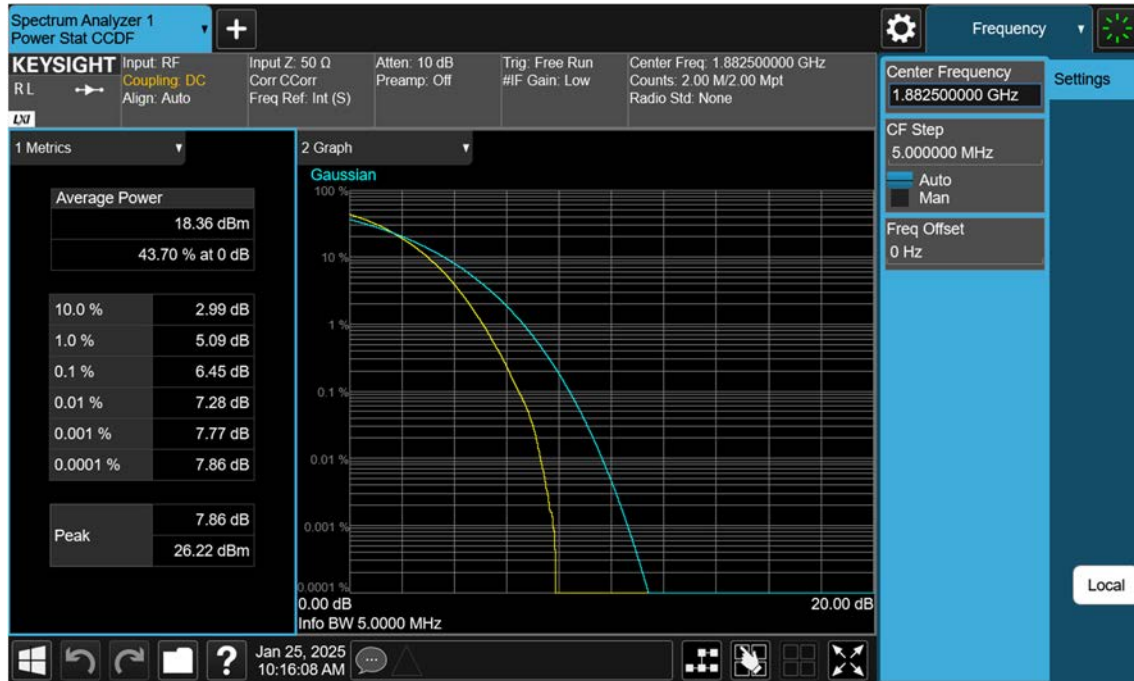 Spectrum Analyzer 1
Power Stat CCDF
Frequency
KEYSIGHT
R L
LXI
Input: RF
Coupling: DC
Align: Auto
Input Z: 50 Ω
Corr CCorr
Freq Ref: Int (S)
Atten: 10 dB
Preamp: Off
Trig: Free Run
#IF Gain: Low
Center Freq: 1.882500000 GHz
Counts: 2.00 M/2.00 Mpt
Radio Std: None
1 Metrics
Average Power
18.36 dBm
43.70 % at 0 dB
10.0 % 2.99 dB
1.0 % 5.09 dB
0.1 % 6.45 dB
0.01 % 7.28 dB
0.001 % 7.77 dB
0.0001 % 7.86 dB
Peak
7.86 dB
26.22 dBm
2 Graph
Gaussian
100 %
10 %
1 %
0.1 %
0.01 %
0.001 %
0.0001 %
0.00 dB 20.00 dB
Info BW 5.0000 MHz
Center Frequency
1.882500000 GHz
CF Step
5.000000 MHz
Auto
Man
Freq Offset
0 Hz
Settings
Local
?
Jan 25, 2025
10:16:08 AM